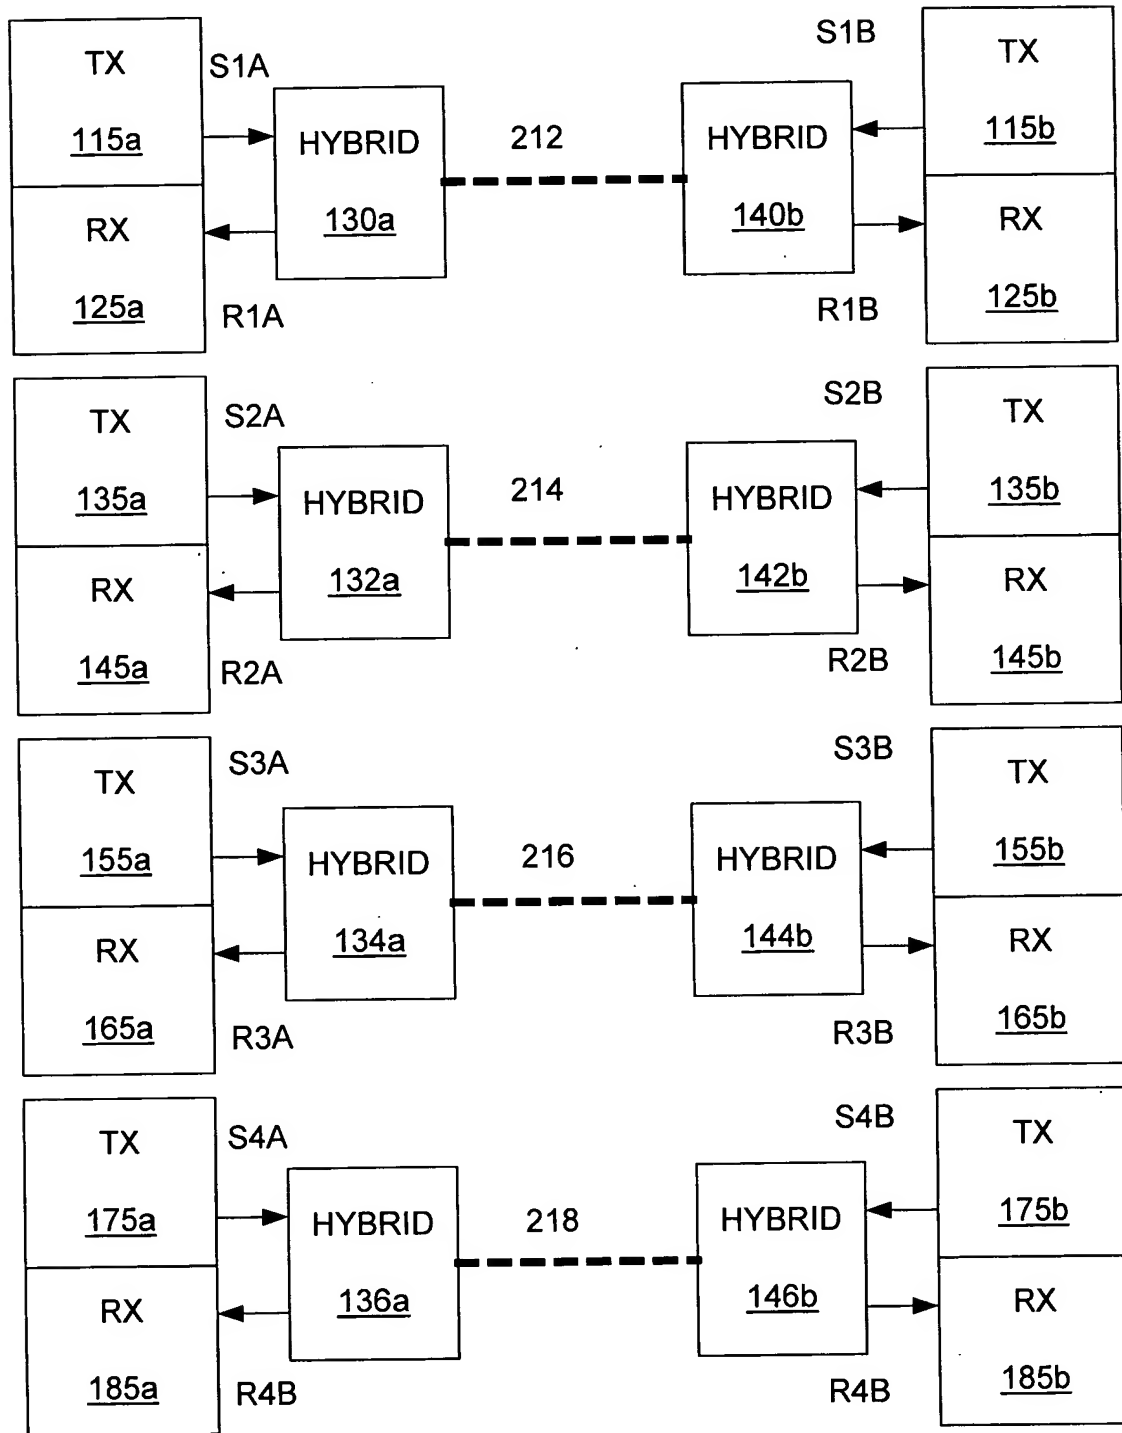 TX
115a
RX
125a
S1A
R1A
HYBRID
130a
212
HYBRID
140b
S1B
R1B
TX
115b
RX
125b
TX
135a
RX
145a
S2A
R2A
HYBRID
132a
214
HYBRID
142b
S2B
R2B
TX
135b
RX
145b
TX
155a
RX
165a
S3A
R3A
HYBRID
134a
216
HYBRID
144b
S3B
R3B
TX
155b
RX
165b
TX
175a
RX
185a
S4A
R4B
HYBRID
136a
218
HYBRID
146b
S4B
R4B
TX
175b
RX
185b